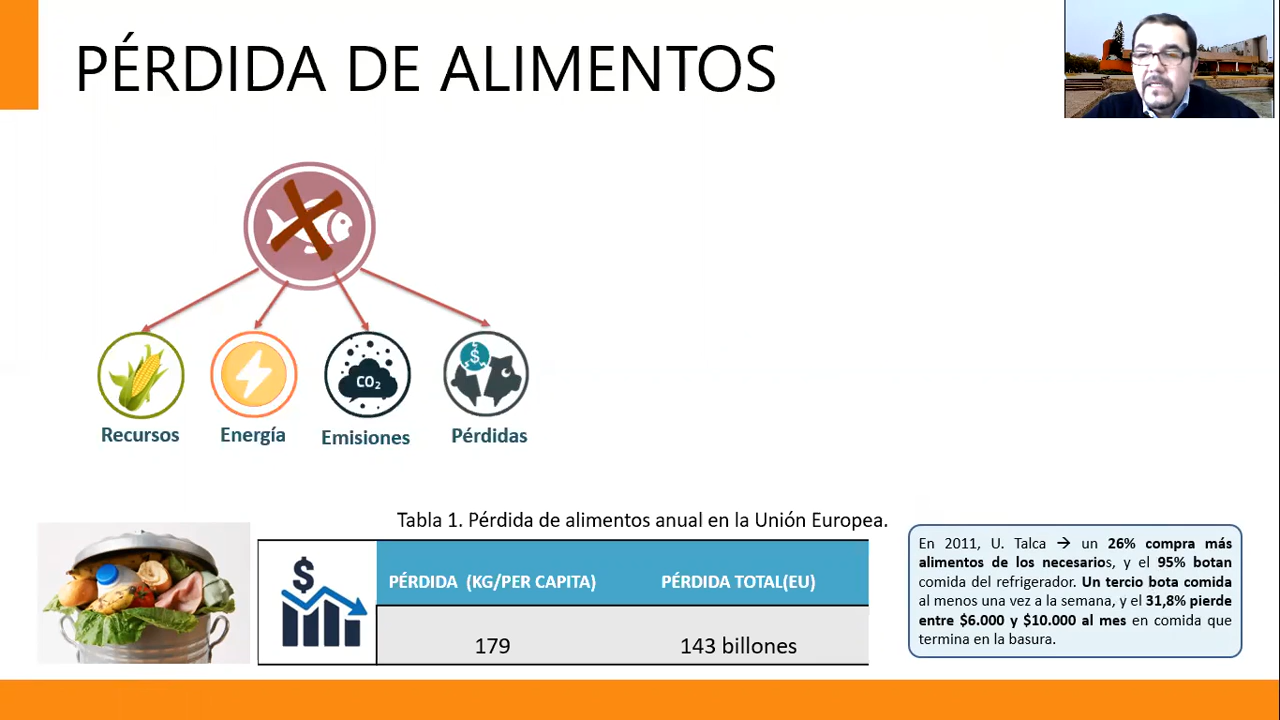 PÉRDIDA DE ALIMENTOS
$
CO₂
Recursos
Energía
Emisiones
Pérdidas
Tabla 1. Pérdida de alimentos anual en la Unión Europea.
$
PÉRDIDA (KG/PER CAPITA)
PÉRDIDA TOTAL(EU)
179
143 billones
En 2011, U. Talca → un 26% compra más
alimentos de los necesarios, y el 95% botan
comida del refrigerador. Un tercio bota comida
al menos una vez a la semana, y el 31,8% pierde
entre $6.000 y $10.000 al mes en comida que
termina en la basura.